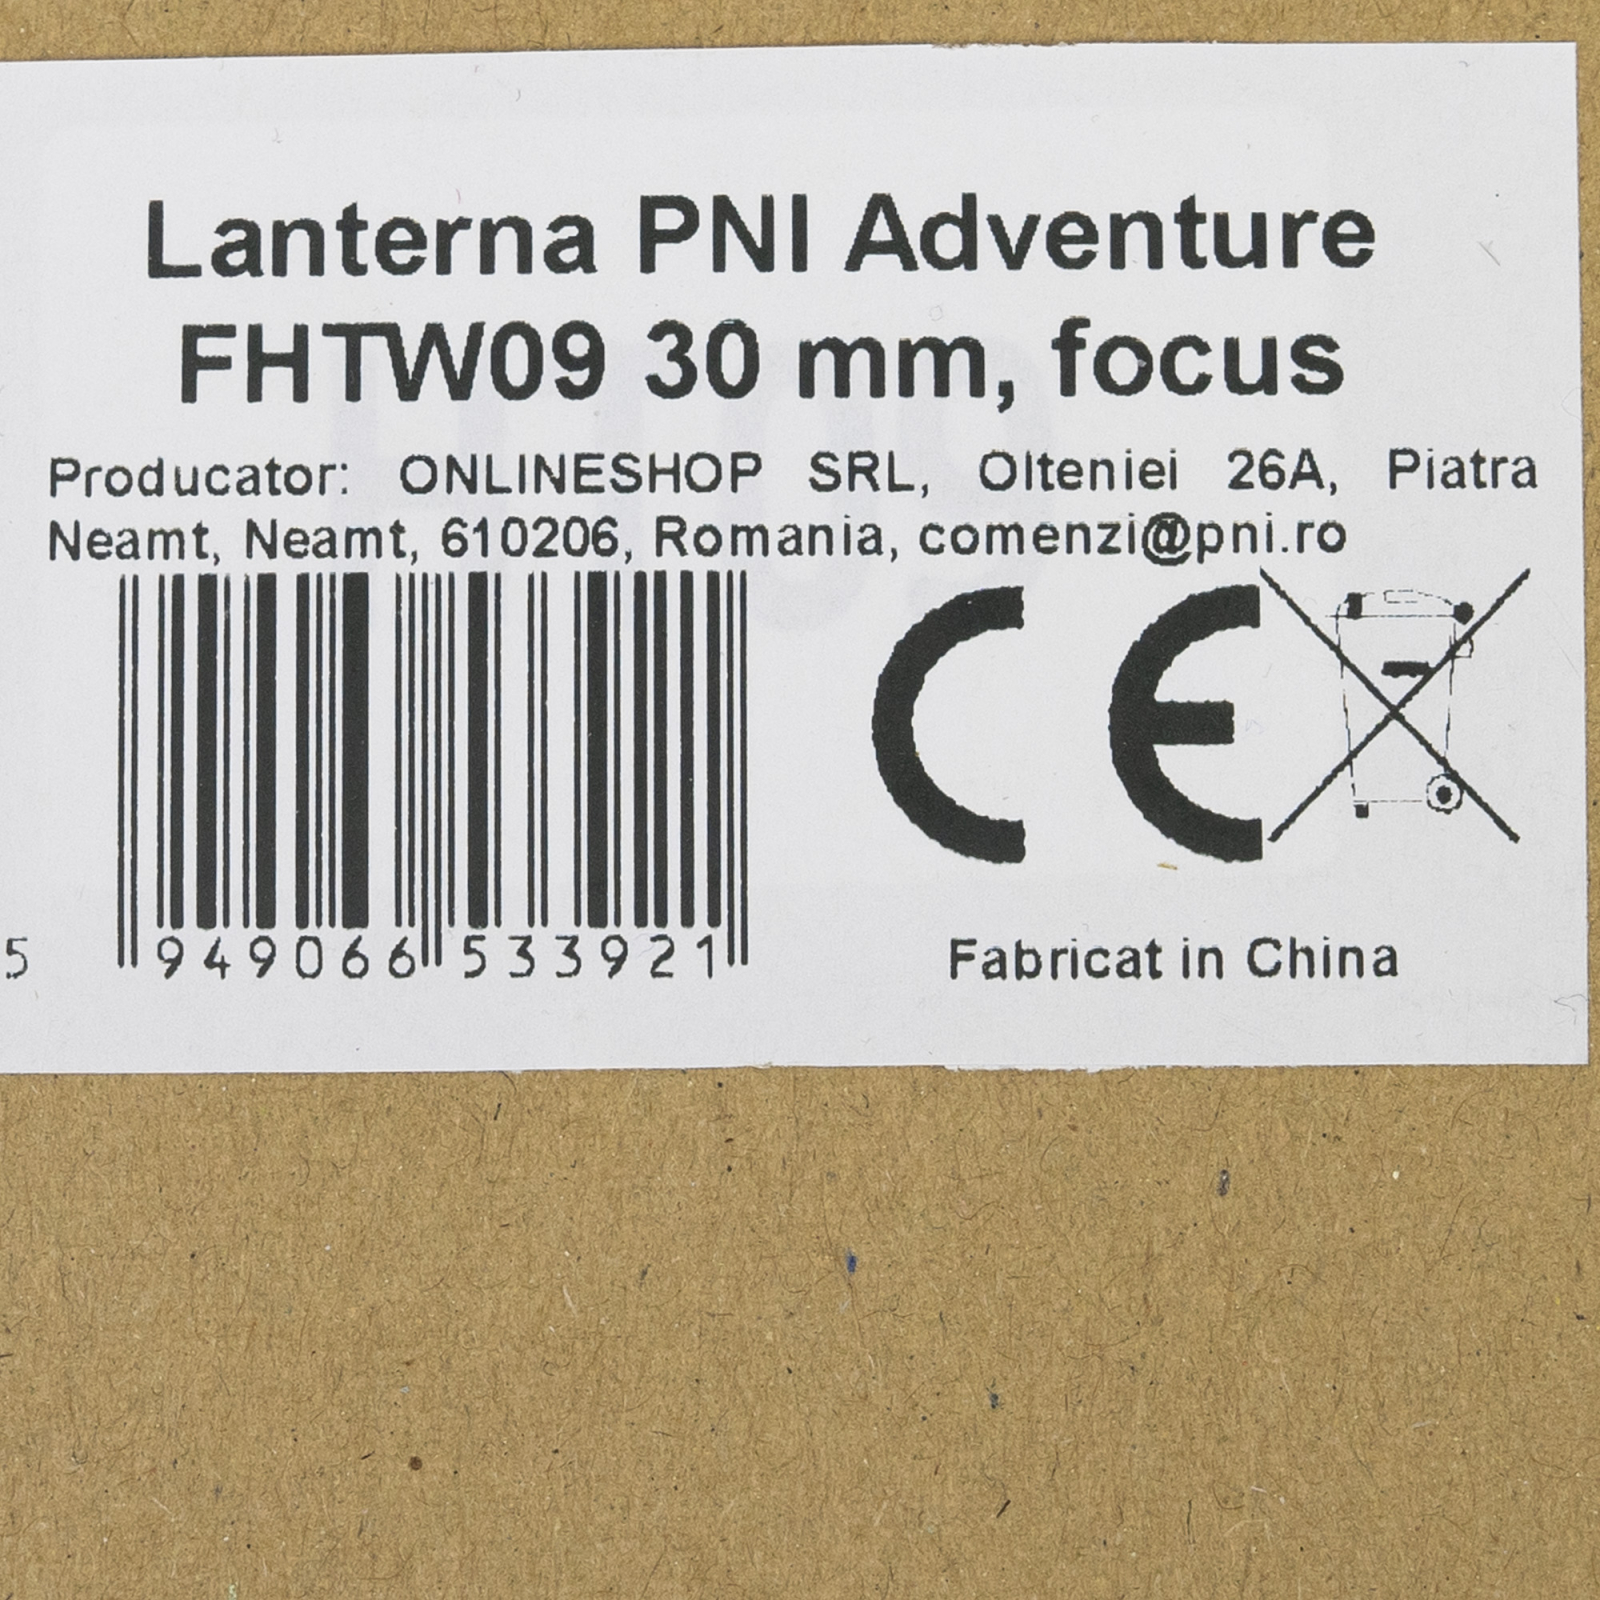 Lanterna PNI Adventure
FHTW09 30 mm, focus
Producator: ONLINESHOP SRL, Olteniei 26A, Piatra
Neamt, Neamt, 610206, Romania, comenzi@pni.ro
CE
5 949066 533921
Fabricat in China